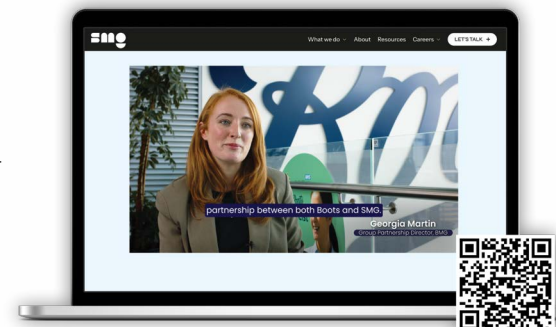 smg
What we do About Resources Careers LET'S TALK +
partnership between both Boots and SMG.
Georgia Martin
Group Partnership Director, BMG